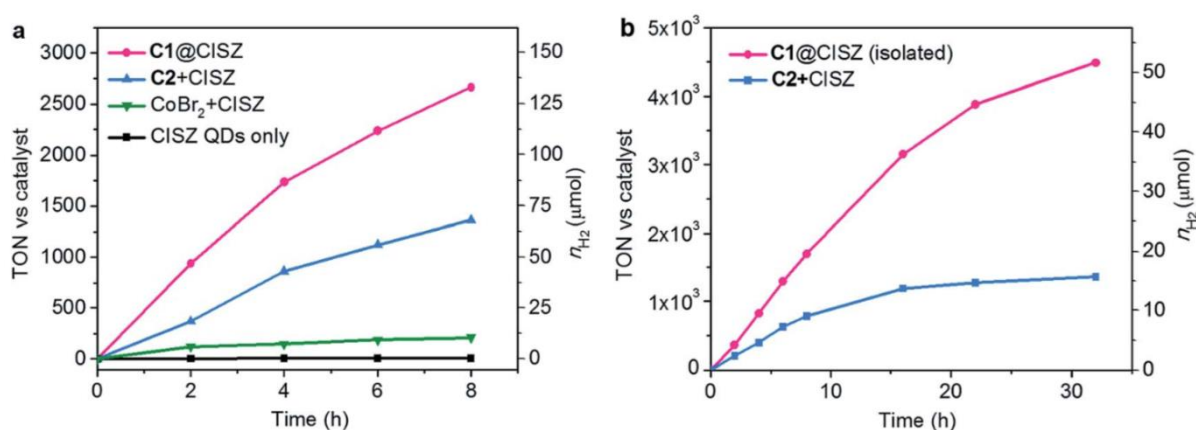 a
3000
2500
2000
1500
1000
500
0
TON vs catalyst
C1@CISZ
C2+CISZ
CoBr₂+CISZ
CISZ QDs only
150
125
100
75
50
25
0
nH2 (μmol)
0 2 4 6 8
Time (h)
b
5x10³
4x10³
3x10³
2x10³
1x10³
0
TON vs catalyst
C1@CISZ (isolated)
C2+CISZ
50
40
30
20
10
0
nH2 (μmol)
0 10 20 30
Time (h)